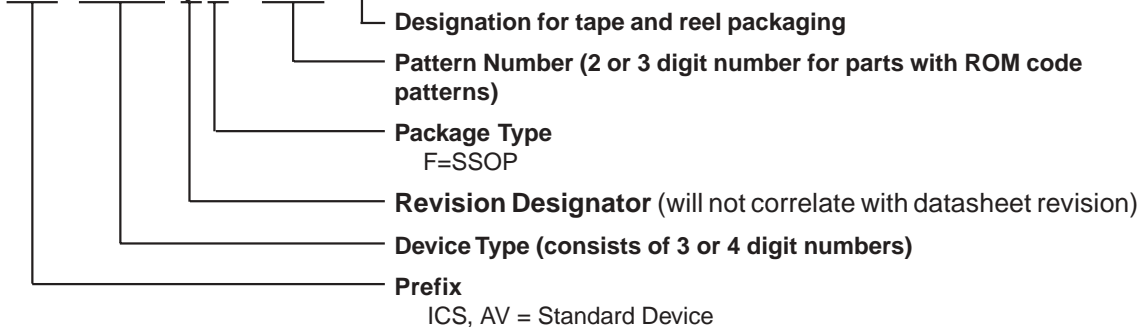 Designation for tape and reel packaging
Pattern Number (2 or 3 digit number for parts with ROM code
patterns)
Package Type
F=SSOP
Revision Designator (will not correlate with datasheet revision)
Device Type (consists of 3 or 4 digit numbers)
Prefix
ICS, AV = Standard Device